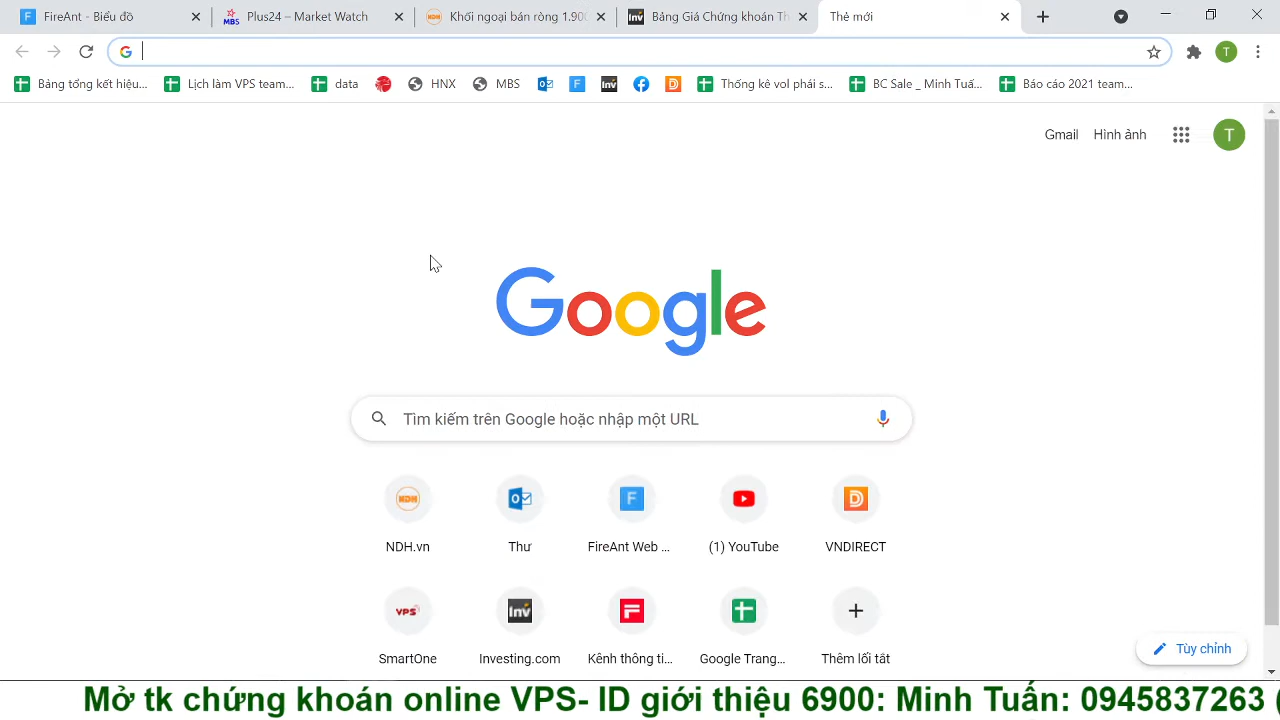 FireAnt - Biểu đồ
Plus24 – Market Watch
Khối ngoại bán ròng 1.900
Bảng Giá Chứng khoán Th
Thẻ mới
Bảng tổng kết hiệu...
Lịch làm VPS team...
data
HNX
MBS
Thống kê vol phái s...
BC Sale _ Minh Tuấ...
Báo cáo 2021 team...
Gmail
Hình ảnh
T
Google
Tìm kiếm trên Google hoặc nhập một URL
NDH.vn
Thư
FireAnt Web ...
(1) YouTube
VNDIRECT
SmartOne
Investing.com
Kênh thông ti...
Google Trang...
Thêm lối tắt
Tùy chỉnh
Mở tk chứng khoán online VPS- ID giới thiệu 6900: Minh Tuấn: 0945837263 (